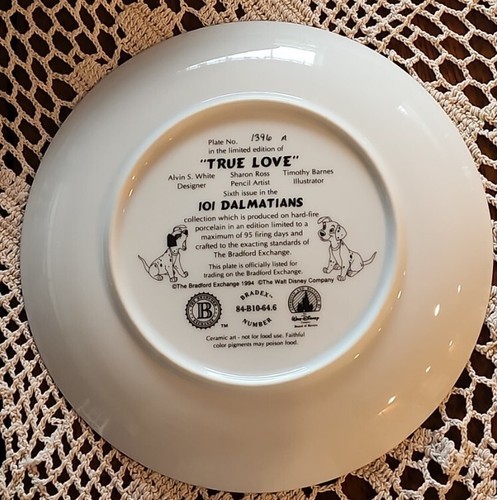 Plate No. 1396 A
in the limited edition of
"TRUE LOVE"
Alvin S. White Sharon Ross Timothy Barnes
Designer Pencil Artist Illustrator
Sixth issue in the
101 DALMATIANS
collection which is produced on hard-fire
porcelain in an edition limited to a
maximum of 95 firing days and
crafted to the exacting standards of
The Bradford Exchange.
This plate is officially listed for
trading on the Bradford Exchange.
©The Bradford Exchange 1994 ©The Walt Disney Company
B
TM
BRADEX™
84-B10-64.6
NUMBER
Walt Disney
Ceramic art - not for food use. Faithful
color pigments may poison food.